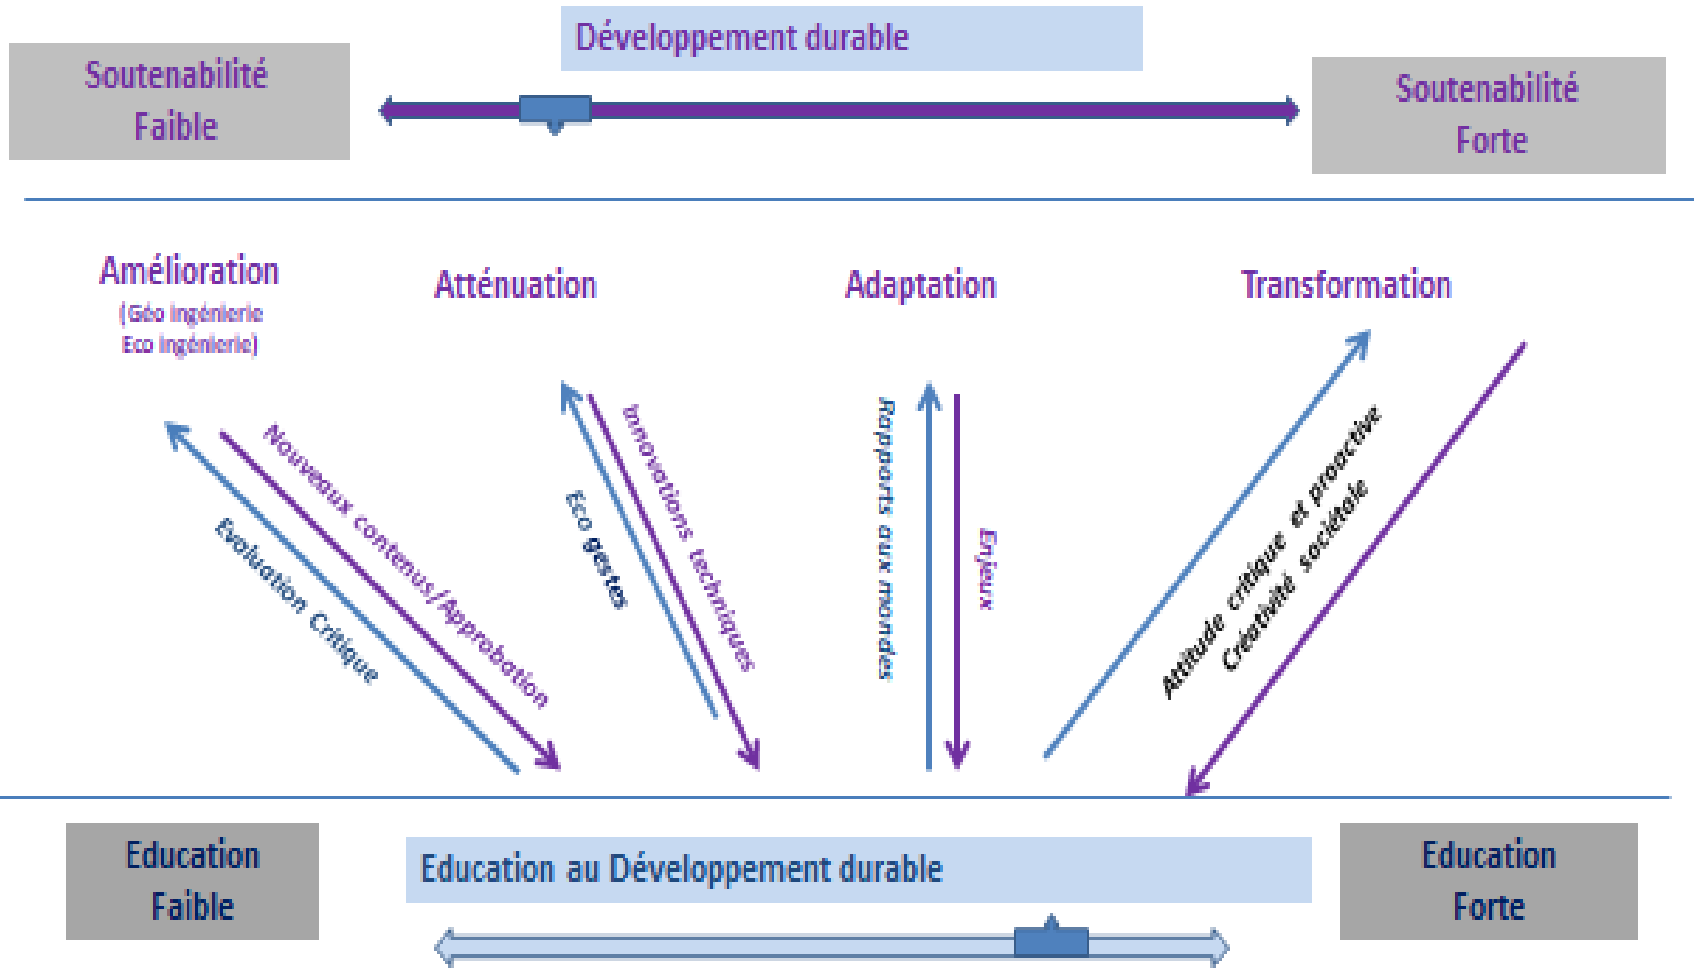 Développement durable
Soutenabilité
Faible
Soutenabilité
Forte
Amélioration
(Géo ingénierie
Eco ingénierie)
Atténuation
Adaptation
Transformation
Nouveaux contenus/Approbation
Evaluation Critique
Innovations techniques
Eco gestes
Rapports aux mondes
Enjeux
Attitude critique et proactive
Créativité sociétale
Education
Faible
Education au Développement durable
Education
Forte